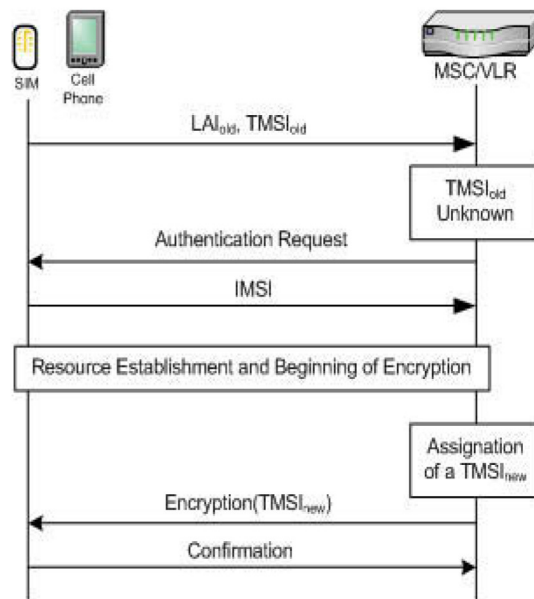 SIM
Cell
Phone
MSC/VLR
LAIold, TMSIold
TMSIold
Unknown
Authentication Request
IMSI
Resource Establishment and Beginning of Encryption
Assignation
of a TMSInew
Encryption(TMSInew)
Confirmation